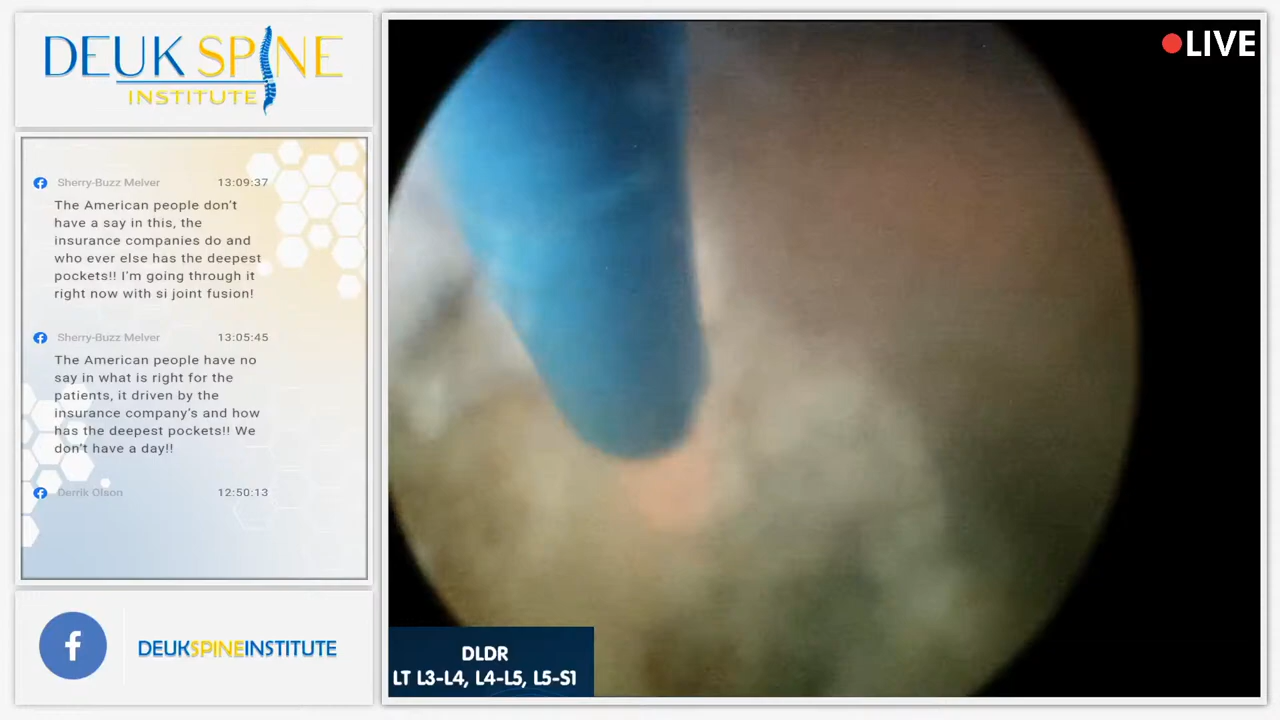 DEUK SPINE
INSTITUTE
Sherry-Buzz Melver 13:09:37
The American people don't
have a say in this, the
insurance companies do and
who ever else has the deepest
pockets!! I'm going through it
right now with si joint fusion!
Sherry-Buzz Melver 13:05:45
The American people have no
say in what is right for the
patients, it driven by the
insurance company's and how
has the deepest pockets!! We
don't have a day!!
Derrik Olson 12:50:13
f DEUKSPINEINSTITUTE
LIVE
DLDR
LT L3-L4, L4-L5, L5-S1